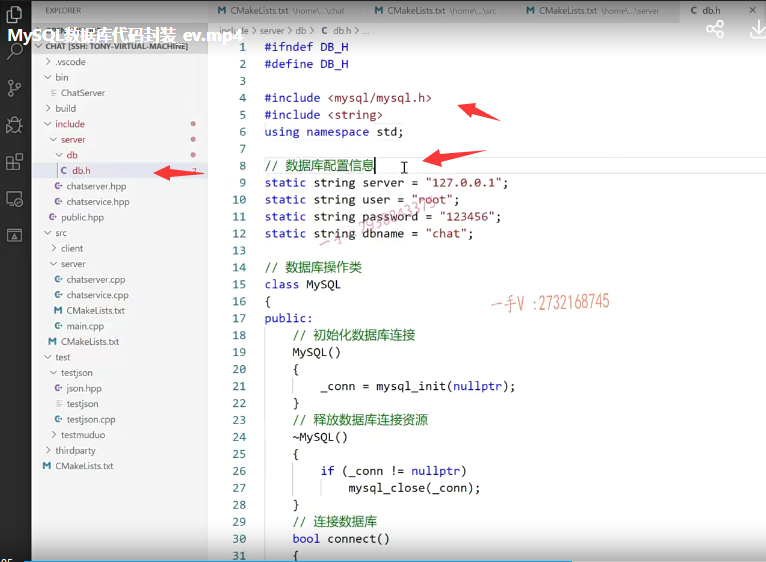 EXPLORER
CMakeLists.txt \home\...\chat
CMakeLists.txt \home\...\src
CMakeLists.txt \home\...\server
db.h
MySQL数据库代码封装_ev.mp4
include > server > db > db.h > ...
CHAT [SSH: TONY-VIRTUAL-MACHINE]
.vscode
bin
ChatServer
build
include
server
db
db.h
2
chatserver.hpp
chatservice.hpp
public.hpp
src
client
server
chatserver.cpp
chatservice.cpp
CMakeLists.txt
main.cpp
CMakeLists.txt
test
testjson
json.hpp
testjson
testjson.cpp
testmuduo
thirdparty
CMakeLists.txt
1 #ifndef DB_H
2 #define DB_H
3
4 #include <mysql/mysql.h>
5 #include <string>
6 using namespace std;
7
8 // 数据库配置信息
9 static string server = "127.0.0.1";
10 static string user = "root";
11 static string password = "123456";
12 static string dbname = "chat";
13
14 // 数据库操作类
15 class MySQL
16 {
17 public:
18 // 初始化数据库连接
19 MySQL()
20 {
21 _conn = mysql_init(nullptr);
22 }
23 // 释放数据库连接资源
24 ~MySQL()
25 {
26 if (_conn != nullptr)
27 mysql_close(_conn);
28 }
29 // 连接数据库
30 bool connect()
31 {
一手V :2732168745